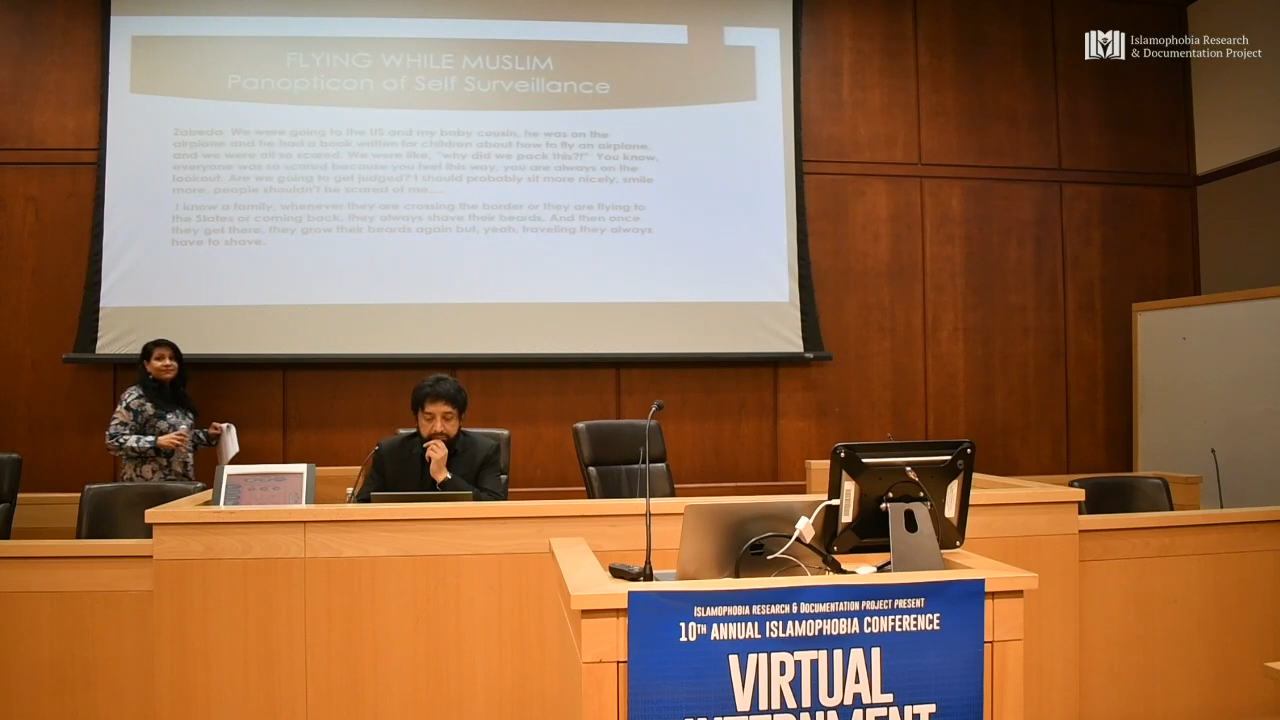 Islamophobia Research
& Documentation Project
FLYING WHILE MUSLIM
Panopticon of Self Surveillance
Zabeda: We were going to the US and my baby cousin, he was on the
airplane and he had a book written for children about how to fly an airplane,
and we were all so scared. We were like, "why did we pack this?!" You know,
everyone was so scared because you feel this way, you are always on the
lookout. Are we going to get judged? I should probably sit more nicely, smile
more, people shouldn't be scared of me....
I know a family, whenever they are crossing the border or they are flying to
the States or coming back, they always shave their beards. And then once
they get there, they grow their beards again but, yeah, traveling they always
have to shave.
ISLAMOPHOBIA RESEARCH & DOCUMENTATION PROJECT PRESENT
10TH ANNUAL ISLAMOPHOBIA CONFERENCE
VIRTUAL
INTERNMENT